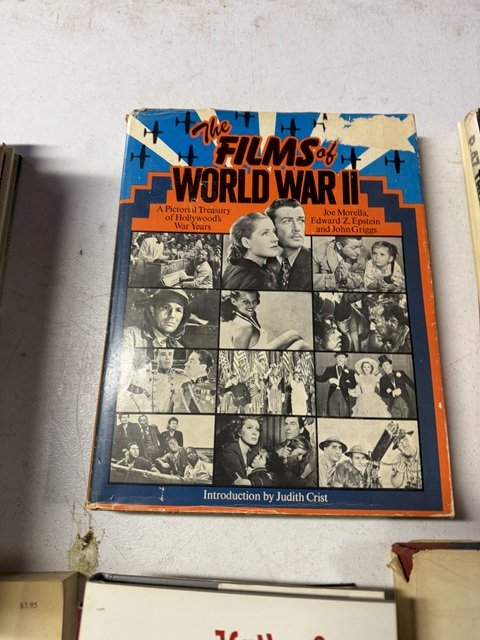 The
FILMS of
WORLD WAR II
A Pictorial Treasury
of Hollywood's
War Years
Joe Morella,
Edward Z. Epstein
and John Griggs
Introduction by Judith Crist
$3.95